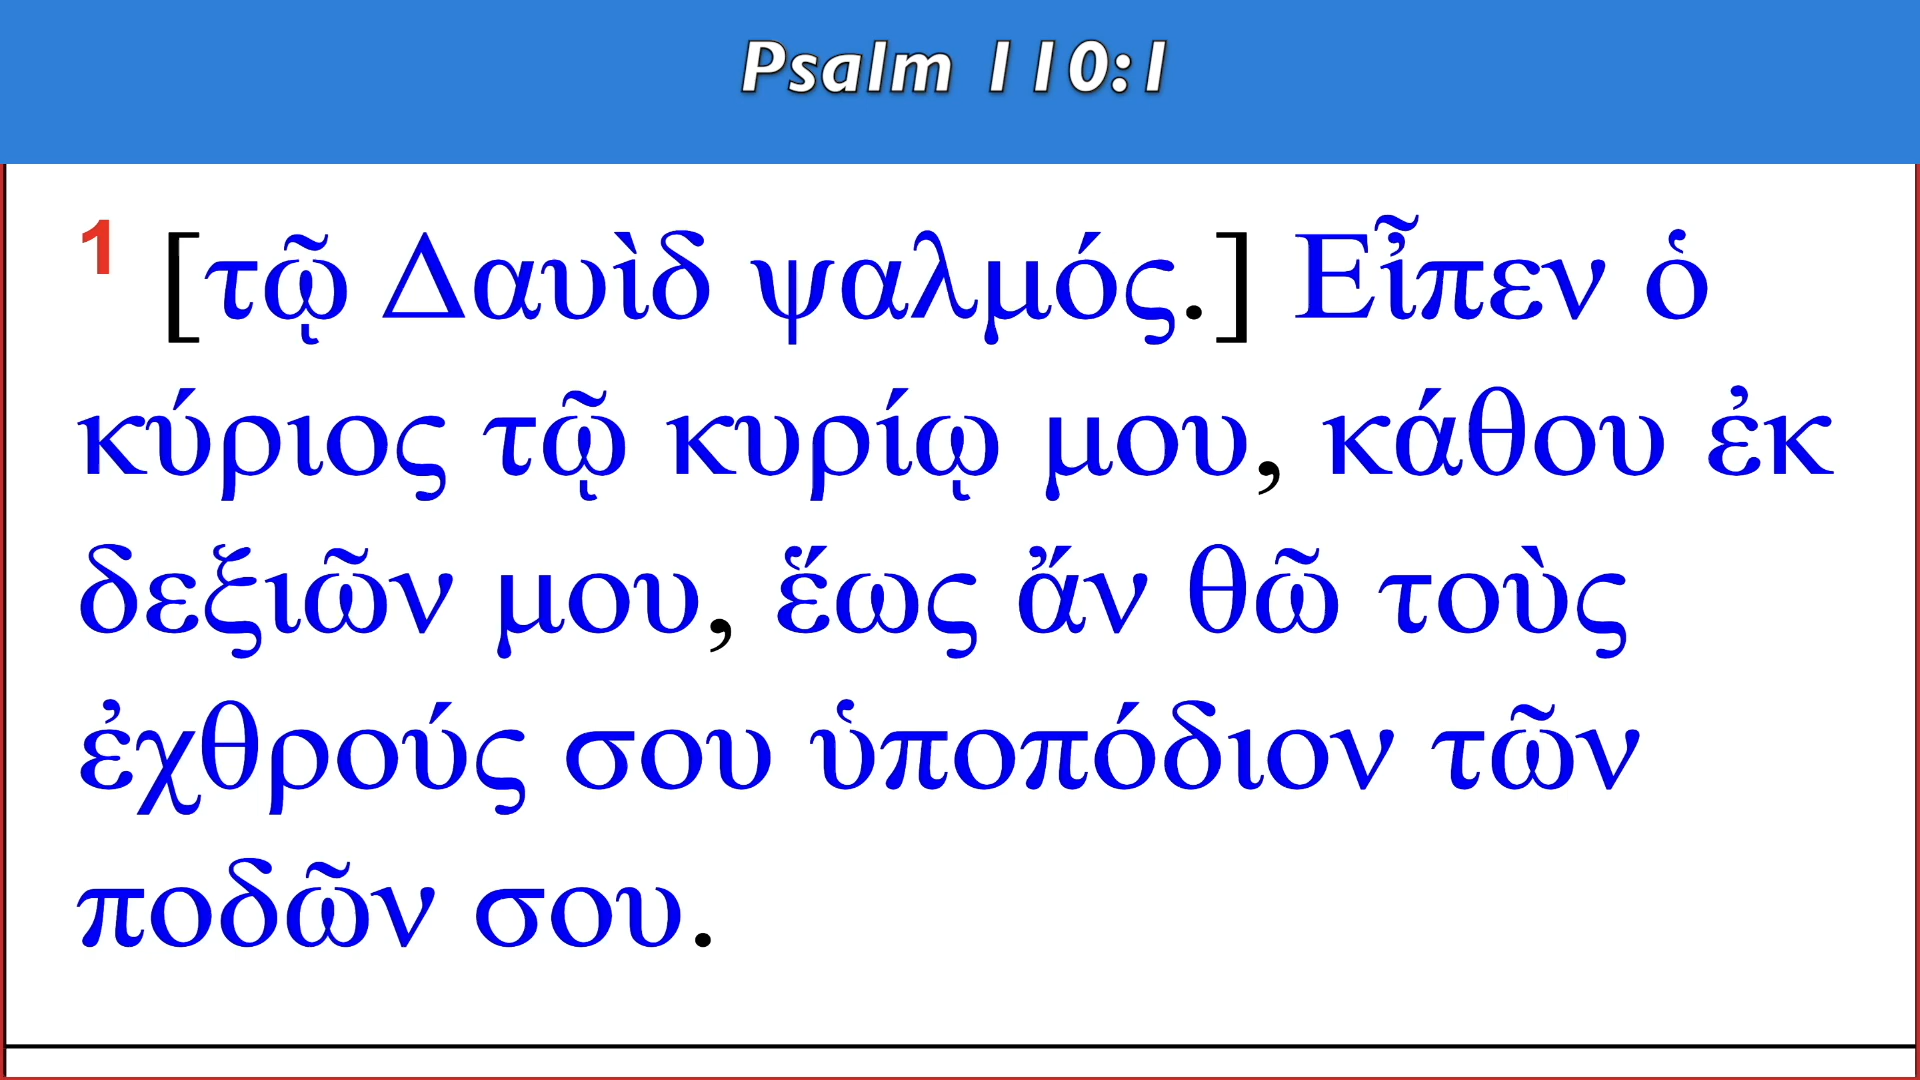 Psalm 110:1
1 [τῷ Δαυὶδ ψαλμός.] Εἶπεν ὁ
κύριος τῷ κυρίῳ μου, κάθου ἐκ
δεξιῶν μου, ἕως ἄν θῶ τοὺς
ἐχθρούς σου ὑποπόδιον τῶν
ποδῶν σου.